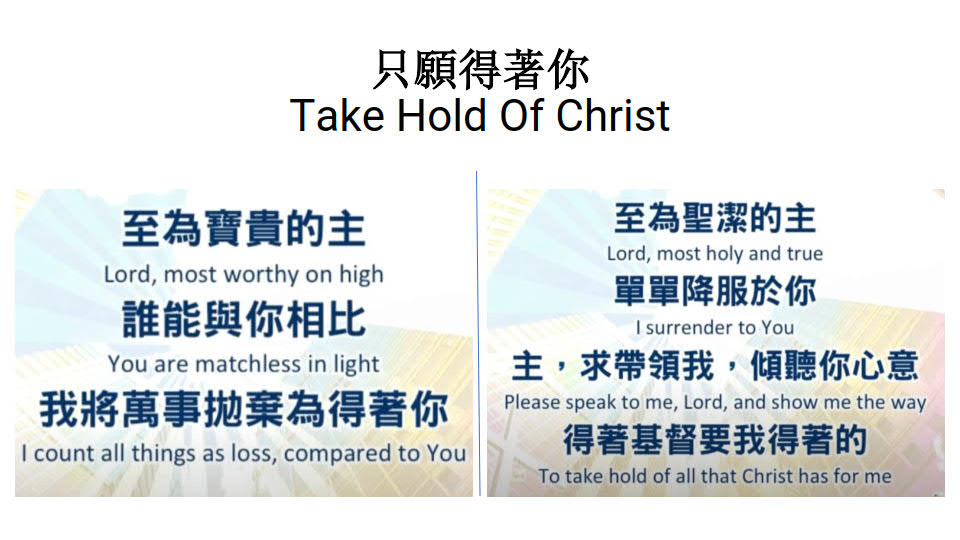 只願得著你
Take Hold Of Christ
至為寶貴的主
Lord, most worthy on high
誰能與你相比
You are matchless in light
我將萬事拋棄為得著你
I count all things as loss, compared to You
至為聖潔的主
Lord, most holy and true
單單降服於你
I surrender to You
主，求帶領我，傾聽你心意
Please speak to me, Lord, and show me the way
得著基督要我得著的
To take hold of all that Christ has for me